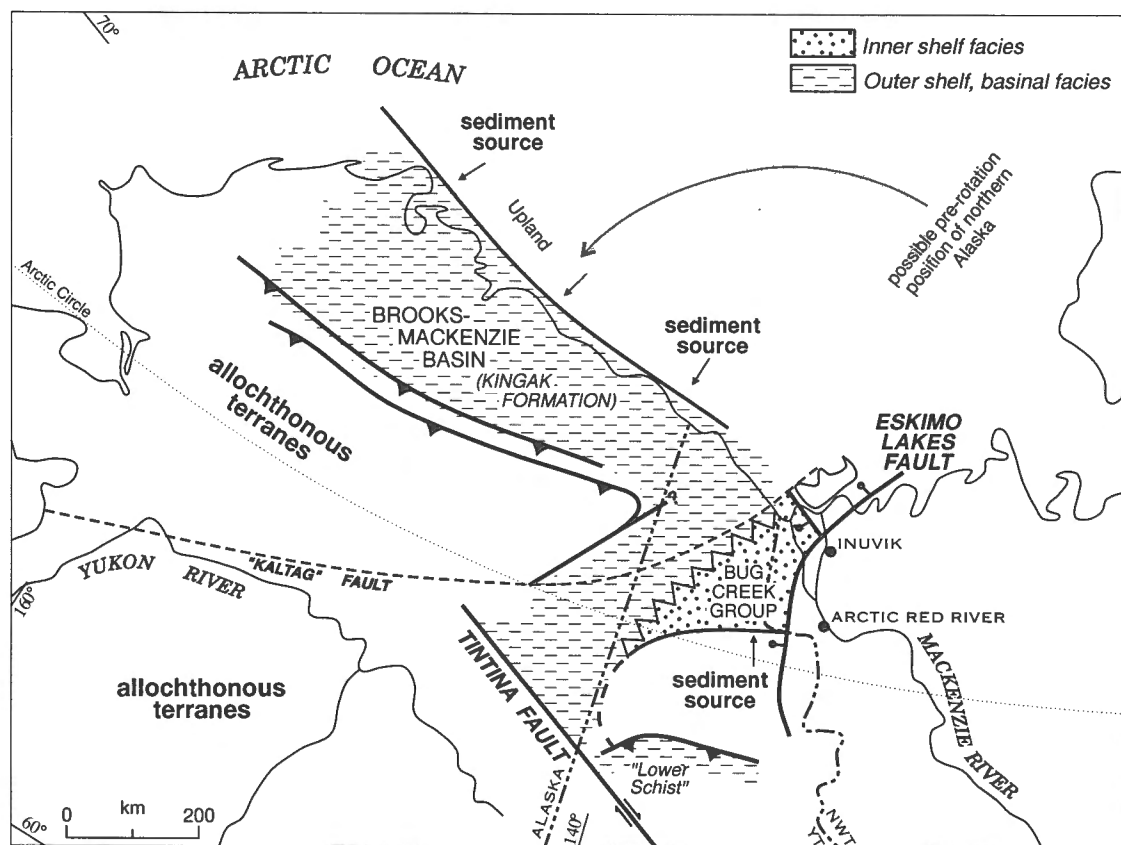 70°
ARCTIC OCEAN
Inner shelf facies
Outer shelf, basinal facies
sediment
source
Upland
possible pre-rotation
position of northern
Alaska
Arctic Circle
BROOKS-
MACKENZIE
BASIN
(KINGAK
FORMATION)
sediment
source
allochthonous
terranes
ESKIMO
LAKES
FAULT
?
INUVIK
BUG
CREEK
GROUP
YUKON RIVER
"KALTAG" FAULT
160°
ARCTIC RED RIVER
MACKENZIE RIVER
sediment
source
allochthonous
terranes
TINTINA FAULT
"Lower
Schist"
ALASKA
140°
NWT
YT
km
0 200
60°